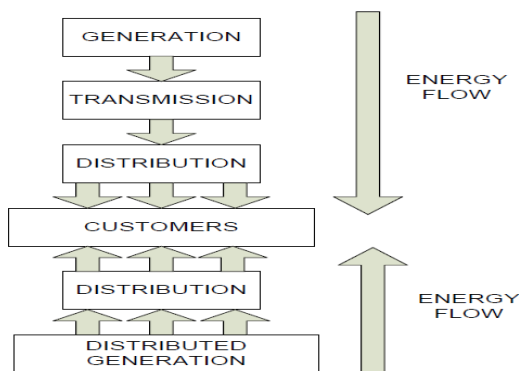 GENERATION
TRANSMISSION
DISTRIBUTION
CUSTOMERS
DISTRIBUTION
DISTRIBUTED
GENERATION
ENERGY
FLOW
ENERGY
FLOW